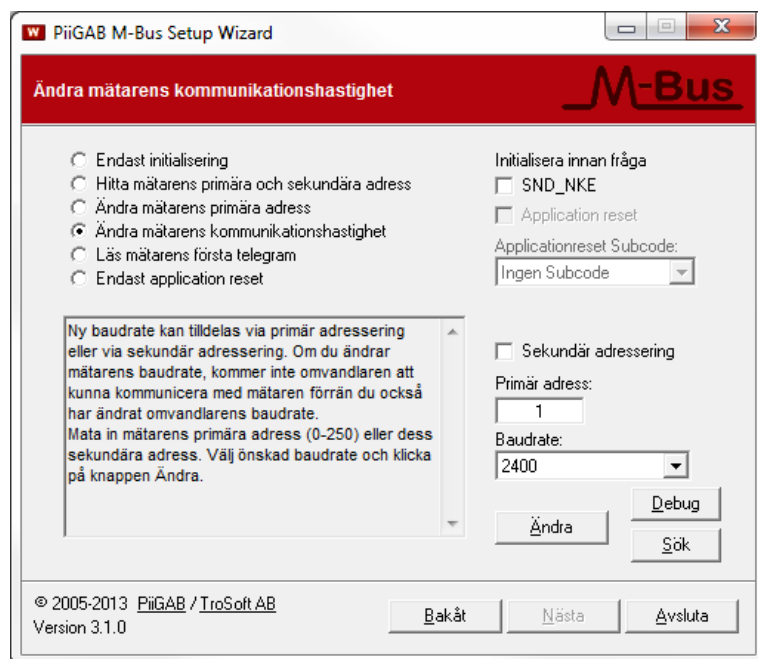 PiiGAB M-Bus Setup Wizard
Ändra mätarens kommunikationshastighet
M-Bus
Endast initialisering
Hitta mätarens primära och sekundära adress
Ändra mätarens primära adress
Ändra mätarens kommunikationshastighet
Läs mätarens första telegram
Endast application reset
Initialisera innan fråga
SND_NKE
Application reset
Applicationreset Subcode:
Ingen Subcode
Ny baudrate kan tilldelas via primär adressering
eller via sekundär adressering. Om du ändrar
mätarens baudrate, kommer inte omvandlaren att
kunna kommunicera med mätaren förrän du också
har ändrat omvandlarens baudrate.
Mata in mätarens primära adress (0-250) eller dess
sekundära adress. Välj önskad baudrate och klicka
på knappen Ändra.
Sekundär adressering
Primär adress:
1
Baudrate:
2400
Ändra
Debug
Sök
© 2005-2013 PiiGAB / TroSoft AB
Version 3.1.0
Bakåt
Nästa
Avsluta